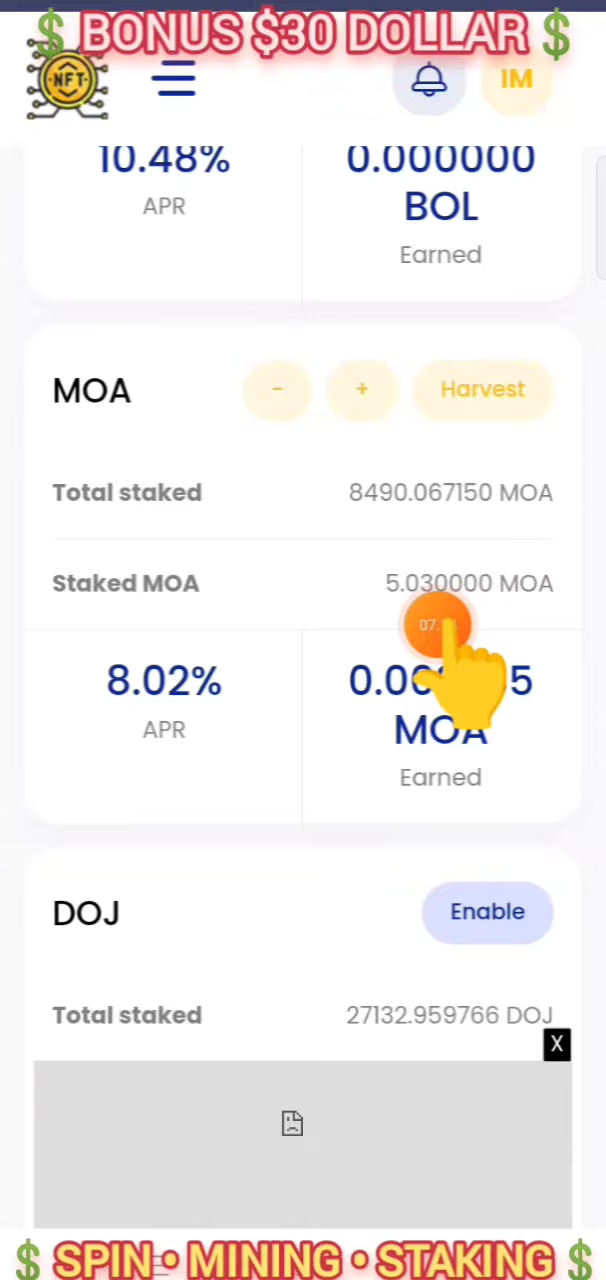 $ BONUS $30 DOLLAR $
NFT
IM
10.48%
0.000000
BOL
APR
Earned
MOA
-
+
Harvest
Total staked
8490.067150 MOA
Staked MOA
5.030000 MOA
8.02%
MOA
APR
Earned
DOJ
Enable
Total staked
27132.959766 DOJ
X
$ SPIN • MINING • STAKING $